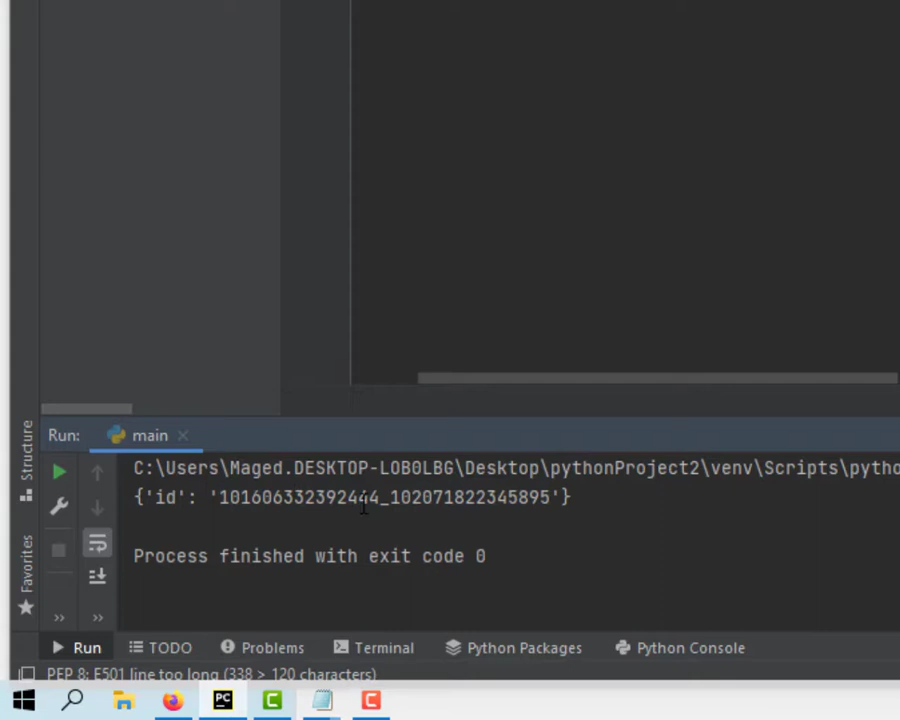 Run: main
C:\Users\Maged.DESKTOP-LOB0LBG\Desktop\pythonProject2\venv\Scripts\pytho
{'id': '101606332392444_102071822345895'}
Process finished with exit code 0
Structure
Favorites
Run TODO Problems Terminal Python Packages Python Console
PEP 8: E501 line too long (338 > 120 characters)
PC